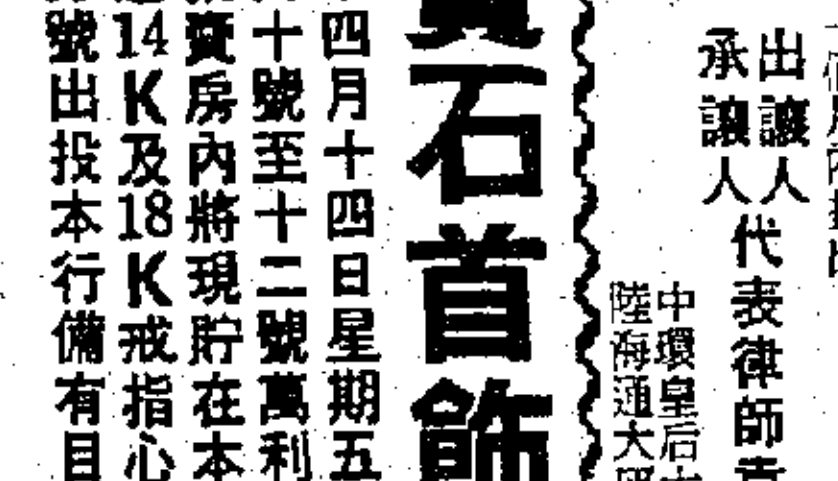 出讓人
承讓人
代表律師
中環皇后
陸海通大
石首飾
四月十四日星期五
十號至十二號萬利
賣房內將現貯在本
14K及18K戒指心
號出投本行備有目